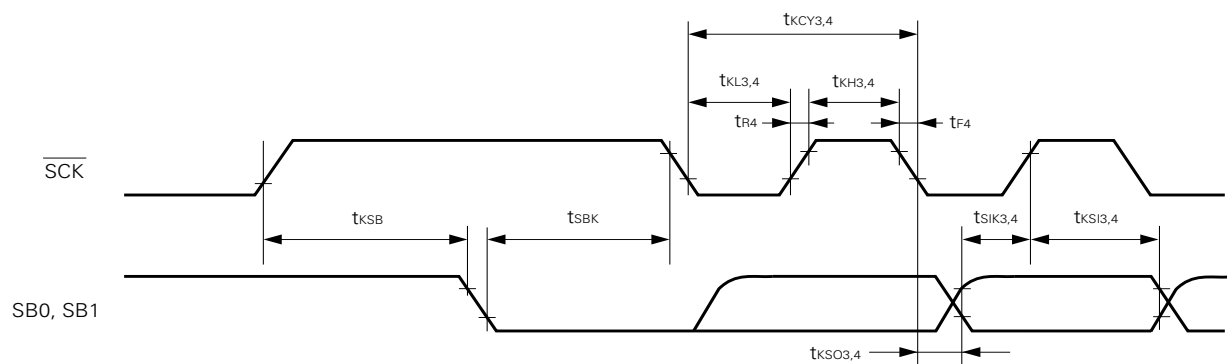 tKCY3,4
tKL3,4
tKH3,4
tR4
tF4
SCK
tKSB
tSBK
tSIK3,4
tKSI3,4
SB0, SB1
tKSO3,4